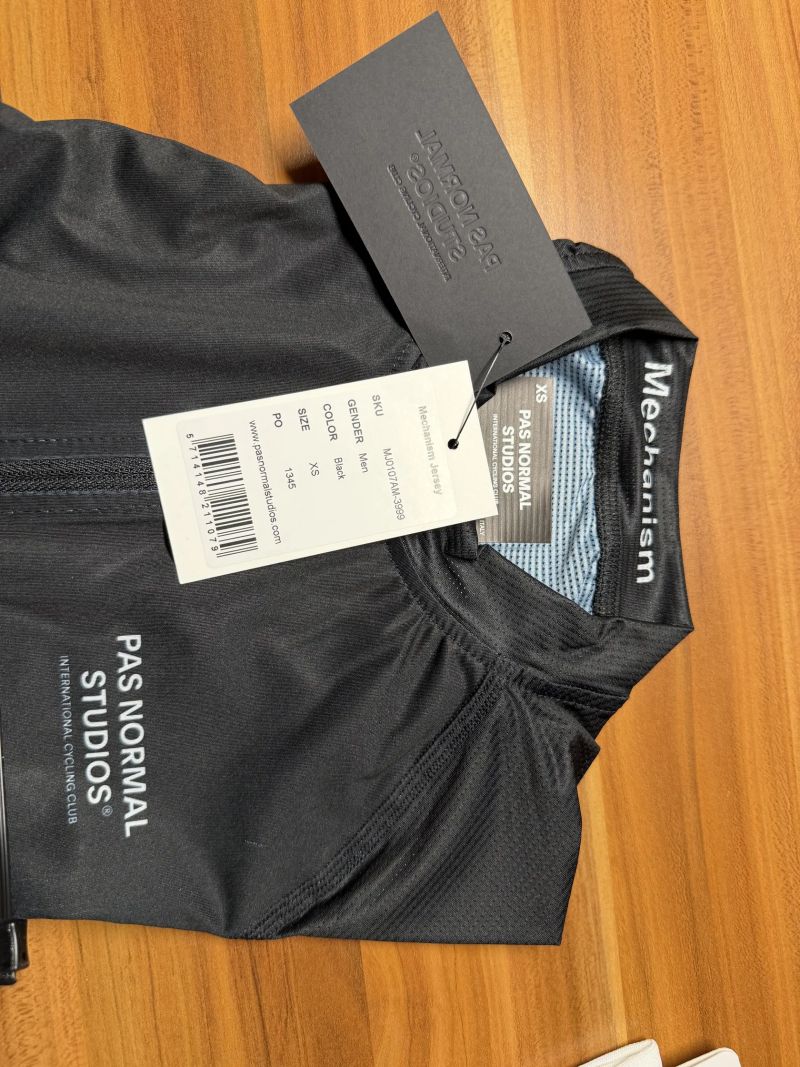 PAS NORMAL
STUDIOS®
INTERNATIONAL CYCLING CLUB
Mechanism Jersey
SKU MJ0107AM-3999
GENDER Men
COLOR Black
SIZE XS
PO 1345
www.pasnormalstudios.com
5714148211079
XS
PAS NORMAL
STUDIOS
INTERNATIONAL CYCLING CLUB
ITALY
Mechanism
PAS NORMAL
STUDIOS®
INTERNATIONAL CYCLING CLUB